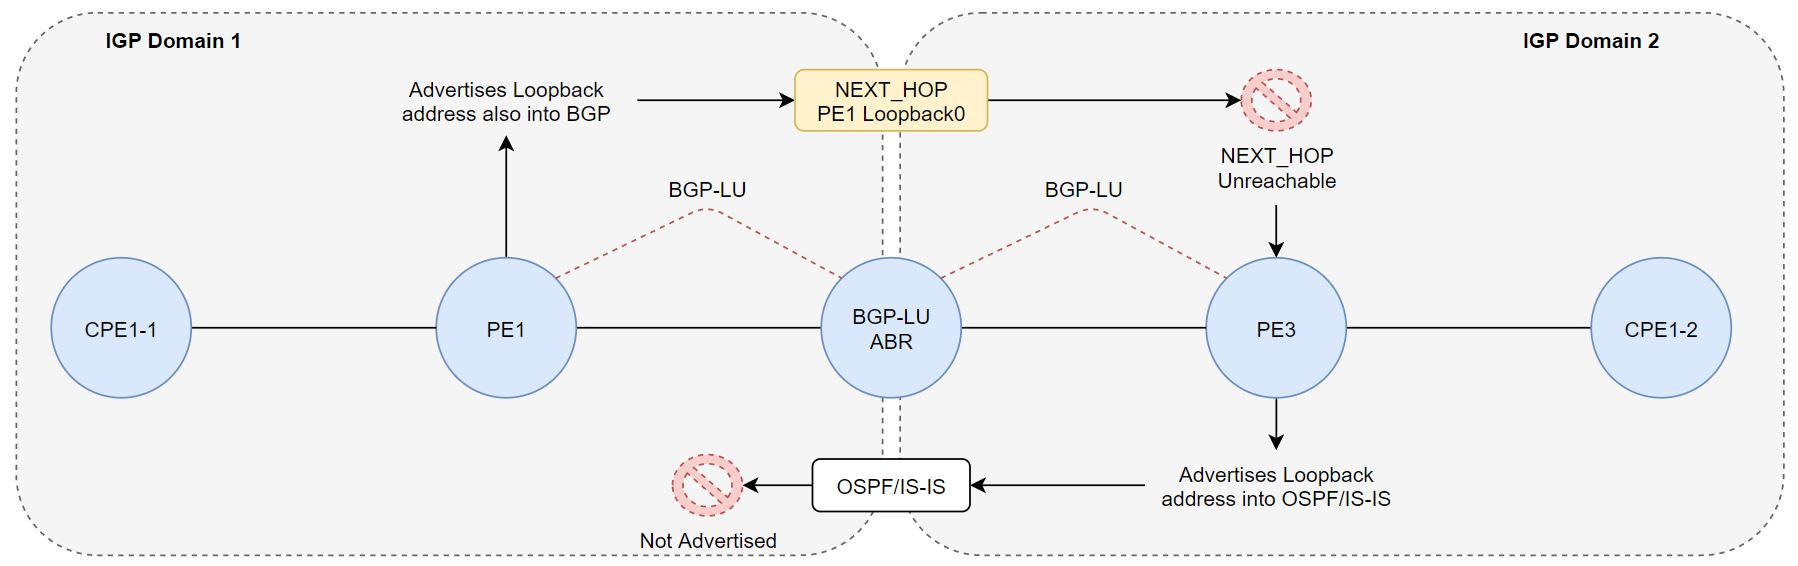 IGP Domain 1
IGP Domain 2
Advertises Loopback
address also into BGP
NEXT_HOP
PE1 Loopback0
NEXT_HOP
Unreachable
BGP-LU
BGP-LU
CPE1-1
PE1
BGP-LU
ABR
PE3
CPE1-2
OSPF/IS-IS
Advertises Loopback
address into OSPF/IS-IS
Not Advertised